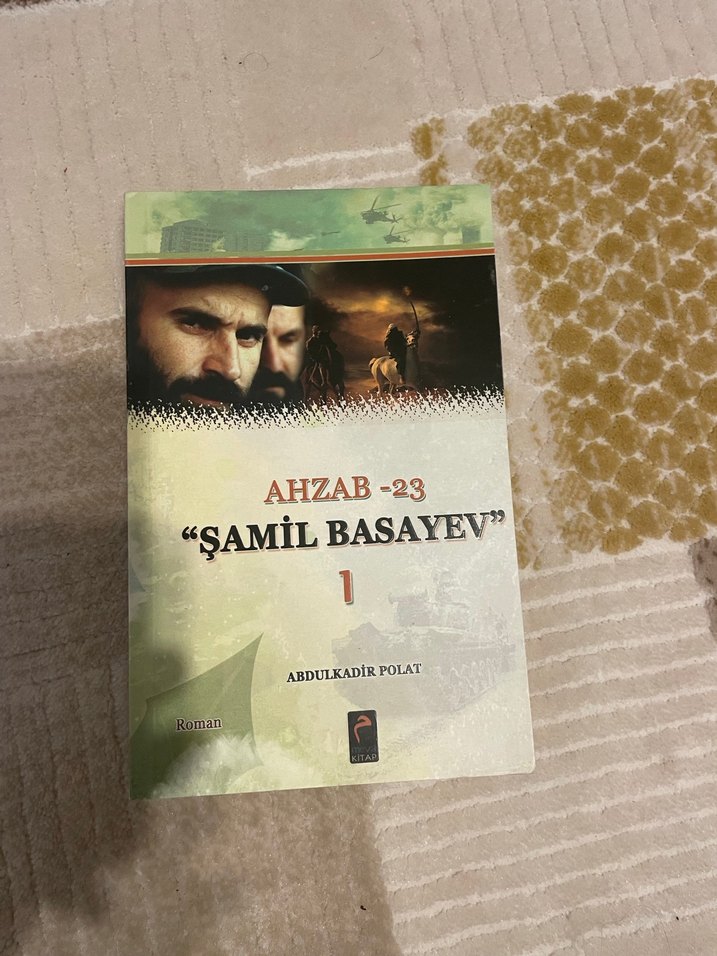 AHZAB -23
“ŞAMİL BASAYEV”
1
ABDULKADİR POLAT
Roman
KİTAP